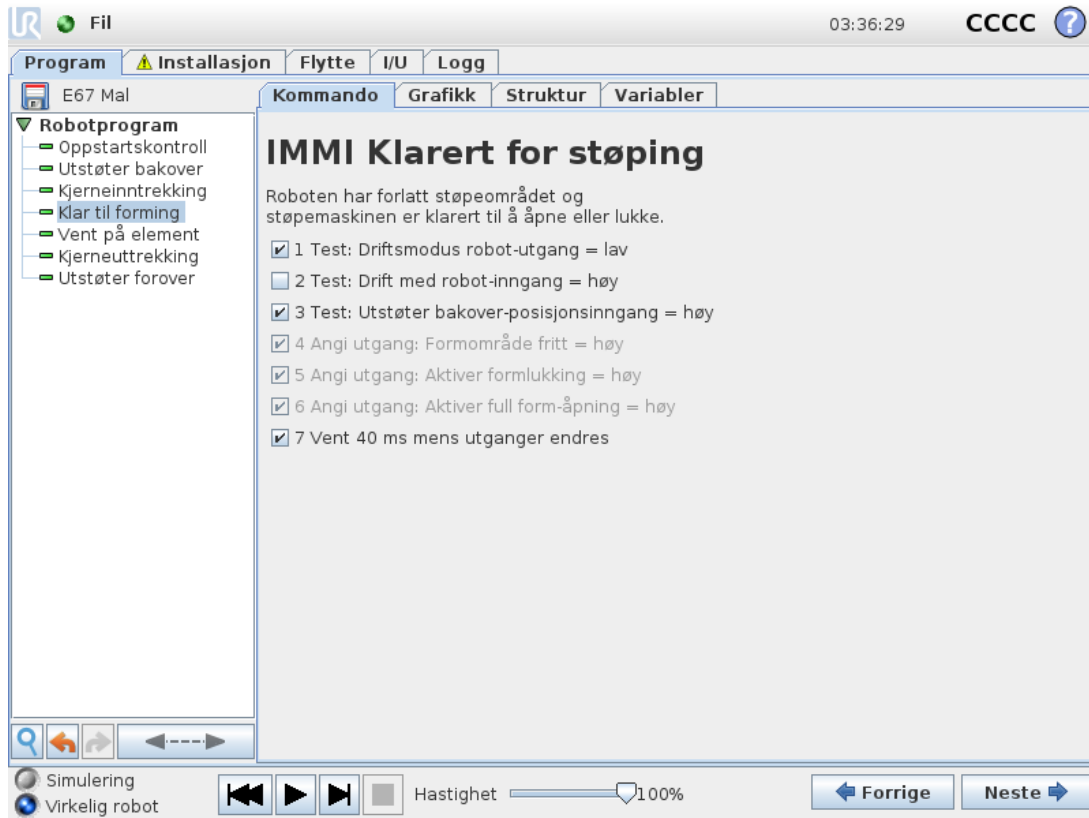 UR Fil 03:36:29 CCCC ?
Program Installasjon Flytte I/U Logg
E67 Mal
Kommando Grafikk Struktur Variabler
Robotprogram
Oppstartskontroll
Utstøter bakover
Kjerneinntrekking
Klar til forming
Vent på element
Kjerneuttrekking
Utstøter forover
IMMI Klarert for støping
Roboten har forlatt støpeområdet og
støpemaskinen er klarert til å åpne eller lukke.
1 Test: Driftsmodus robot-utgang = lav
2 Test: Drift med robot-inngang = høy
3 Test: Utstøter bakover-posisjonsinngang = høy
4 Angi utgang: Formområde fritt = høy
5 Angi utgang: Aktiver formlukking = høy
6 Angi utgang: Aktiver full form-åpning = høy
7 Vent 40 ms mens utganger endres
Simulering
Virkelig robot
Hastighet 100%
Forrige Neste